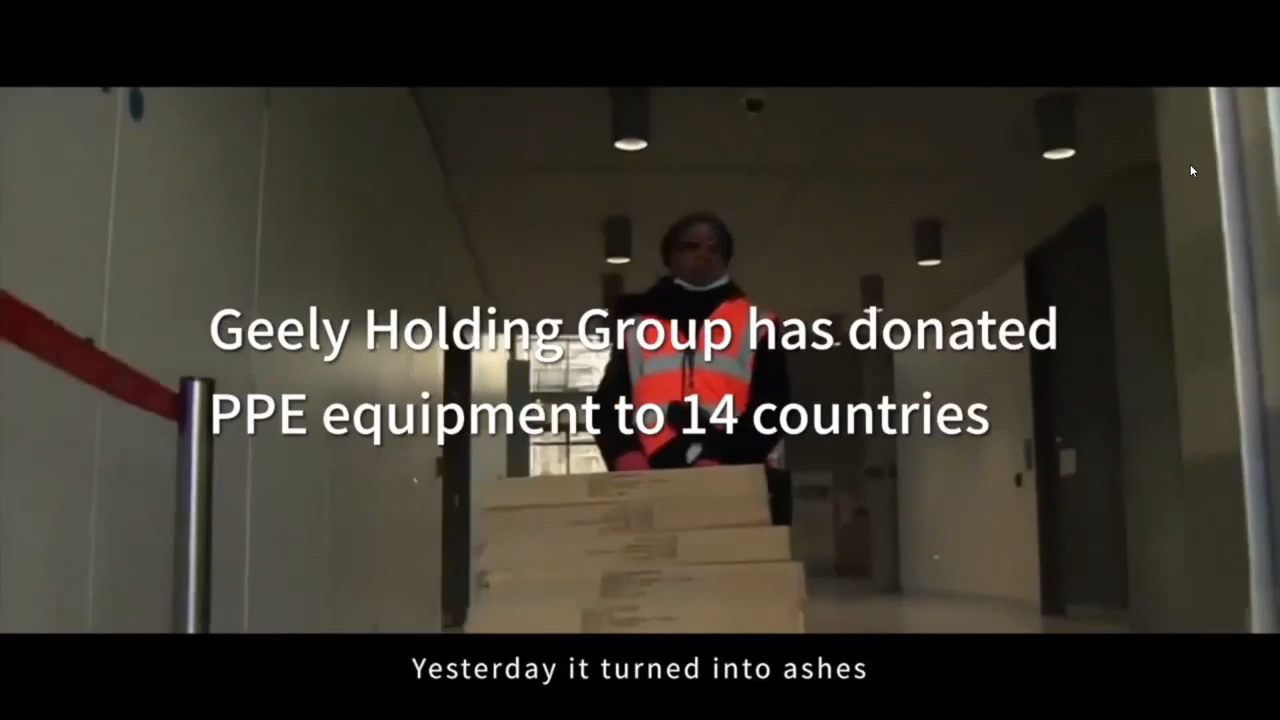 Geely Holding Group has donated
PPE equipment to 14 countries
Yesterday it turned into ashes